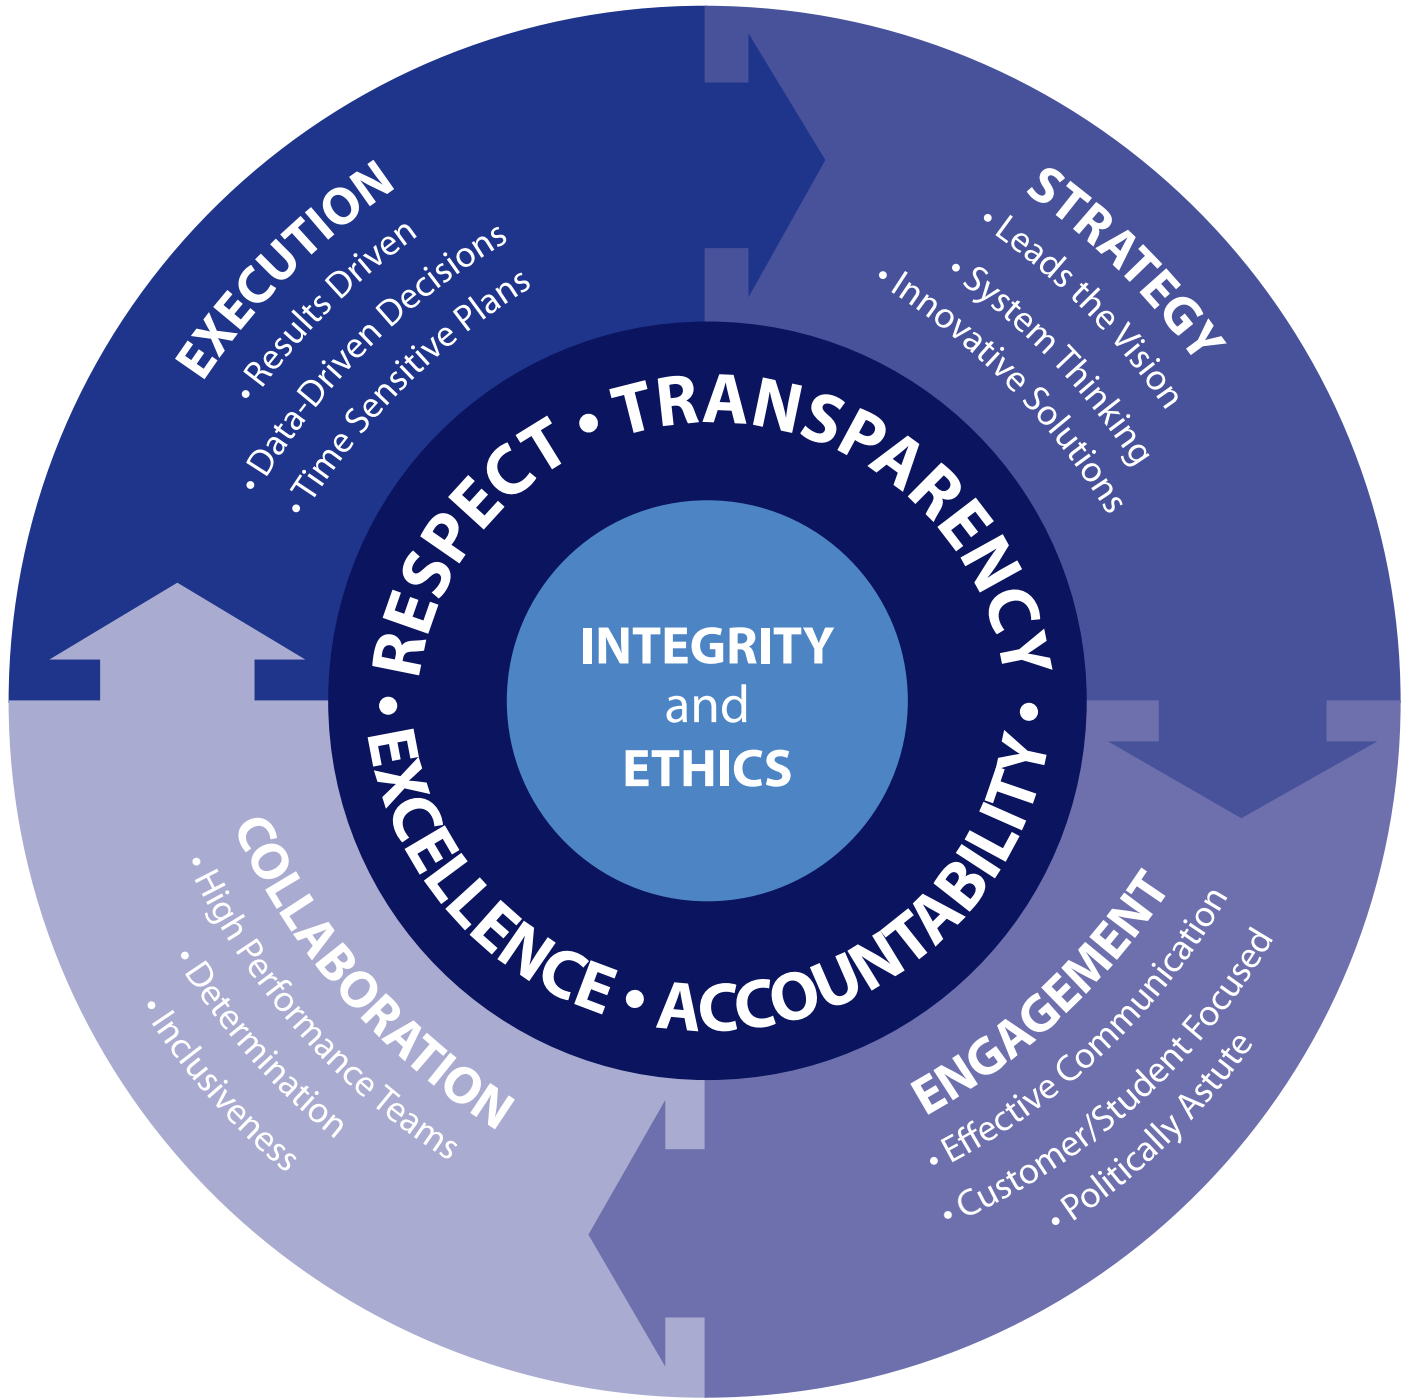 EXECUTION
• Results Driven
• Data-Driven Decisions
• Time Sensitive Plans
STRATEGY
• Leads the Vision
• System Thinking
• Innovative Solutions
ENGAGEMENT
• Effective Communication
• Customer/Student Focused
• Politically Astute
COLLABORATION
• High Performance Teams
• Determination
• Inclusiveness
• RESPECT • TRANSPARENCY • ACCOUNTABILITY • EXCELLENCE
INTEGRITY
and
ETHICS